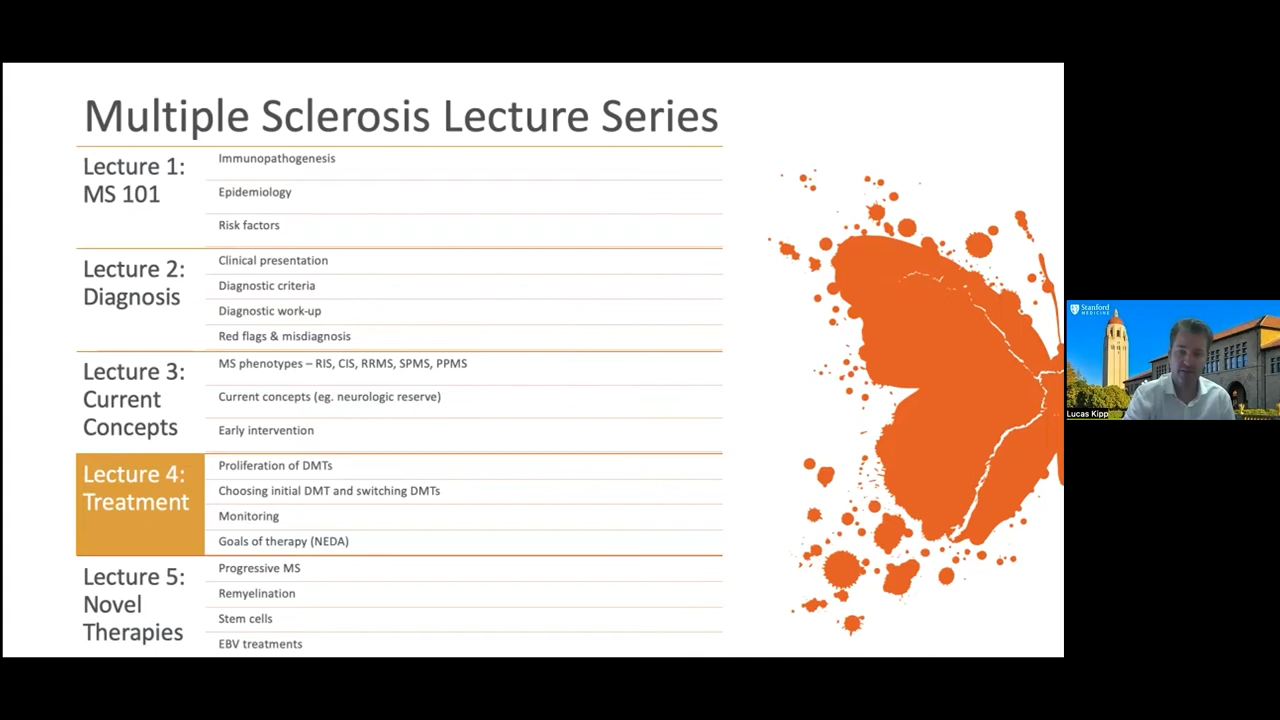 Multiple Sclerosis Lecture Series
Lecture 1:
MS 101
Immunopathogenesis
Epidemiology
Risk factors
Lecture 2:
Diagnosis
Clinical presentation
Diagnostic criteria
Diagnostic work-up
Red flags & misdiagnosis
Lecture 3:
Current
Concepts
MS phenotypes – RIS, CIS, RRMS, SPMS, PPMS
Current concepts (eg. neurologic reserve)
Early intervention
Lecture 4:
Treatment
Proliferation of DMTs
Choosing initial DMT and switching DMTs
Monitoring
Goals of therapy (NEDA)
Lecture 5:
Novel
Therapies
Progressive MS
Remyelination
Stem cells
EBV treatments
Stanford
MEDICINE
Lucas Kipp